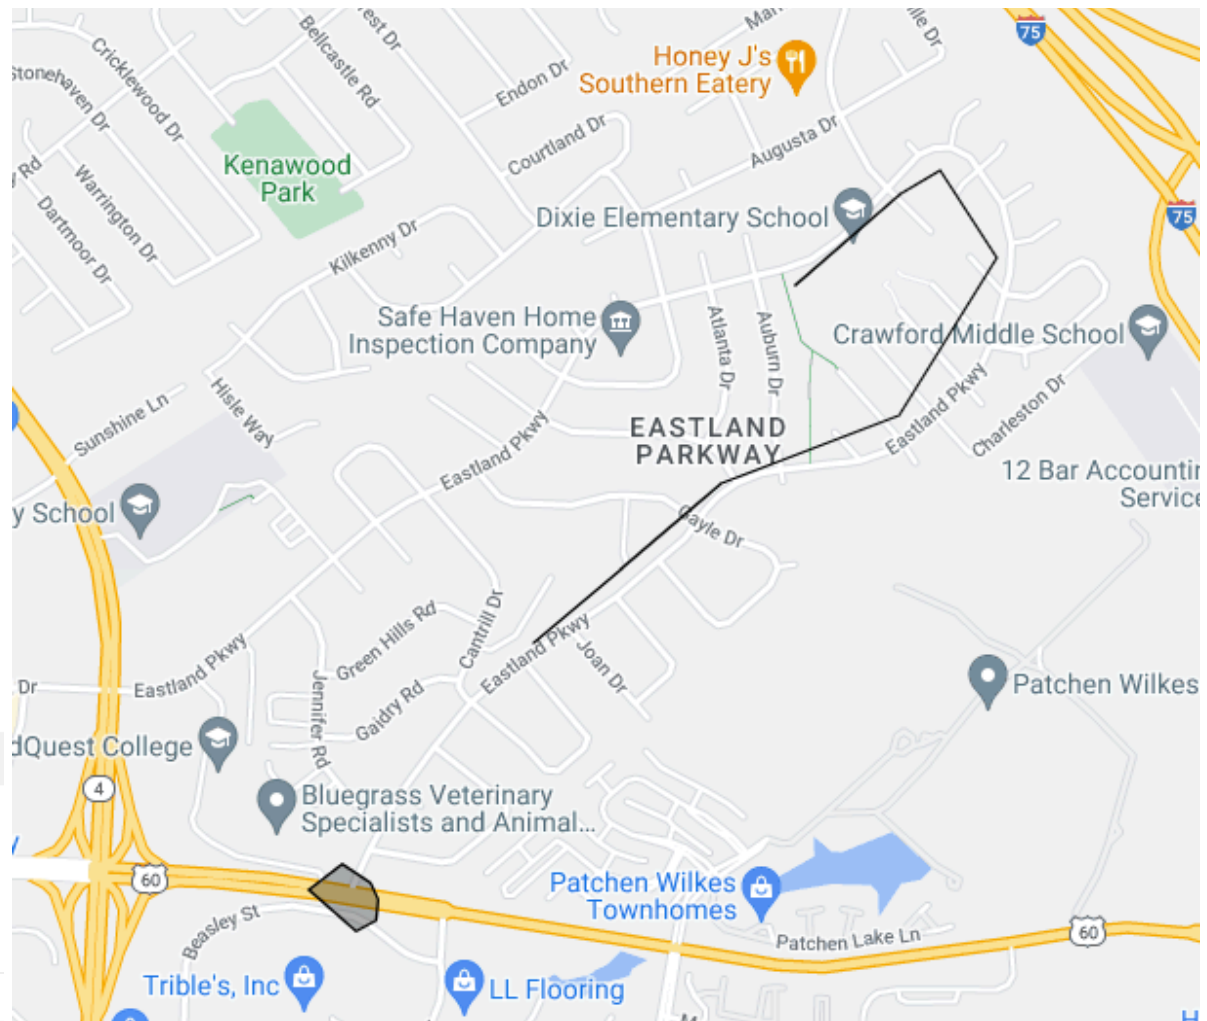 75
Honey J's
Southern Eatery
Endon Dr
Bellcastle Rd
Cricklewood Dr
Stonehaven Dr
Courtland Dr
Augusta Dr
Kenawood
Park
Warrington Dr
Dartmoor Dr
Kilkenny Dr
Dixie Elementary School
75
Safe Haven Home
Inspection Company
Atlanta Dr
Auburn Dr
Crawford Middle School
Hisle Way
Sunshine Ln
Eastland Pkwy
EASTLAND
PARKWAY
Eastland Pkwy
Charleston Dr
12 Bar Accountin
Service
y School
Gayle Dr
Green Hills Rd
Cantrill Dr
Eastland Pkwy
Joan Dr
Eastland Pkwy
Dr
Jennifer Rd
Gaidry Rd
Patchen Wilkes
dQuest College
4
Bluegrass Veterinary
Specialists and Animal...
60
Patchen Wilkes
Townhomes
Beasley St
Patchen Lake Ln
60
Trible's, Inc
LL Flooring